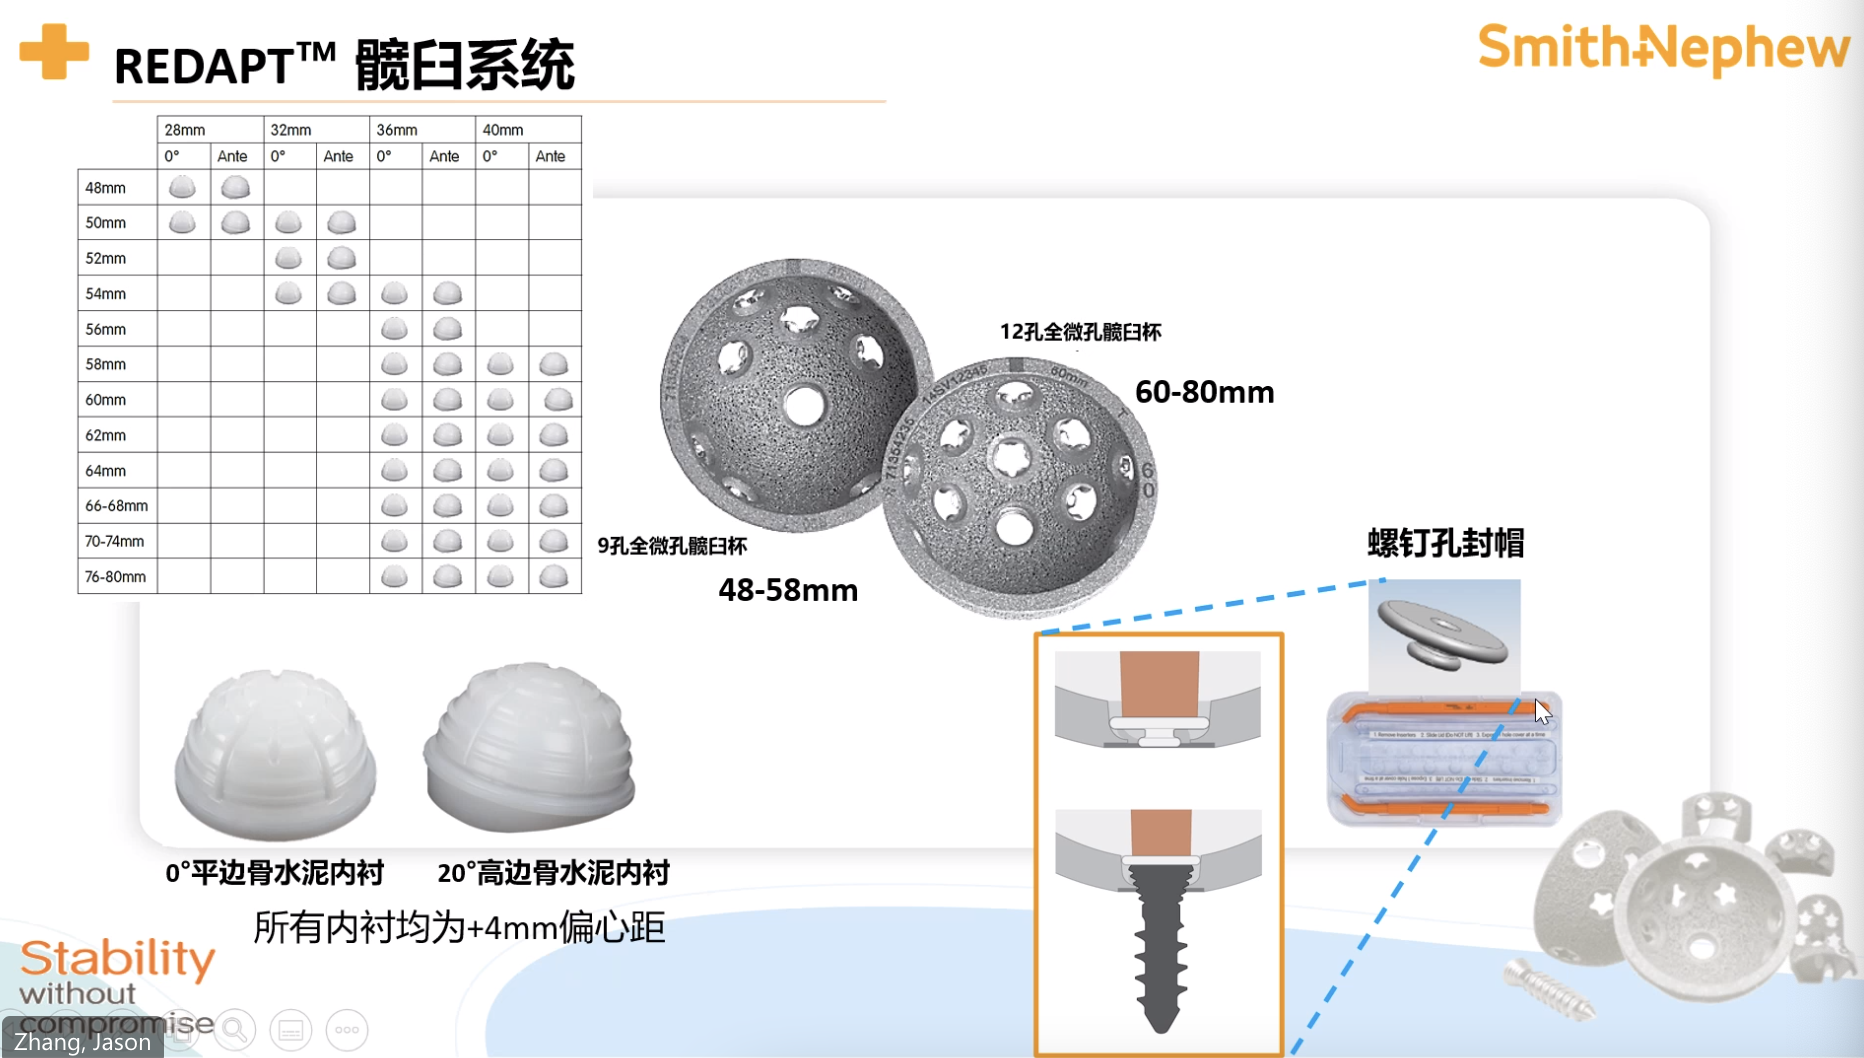 REDAPT™ 髋臼系统
Smith+Nephew
28mm 32mm 36mm 40mm
0° Ante 0° Ante 0° Ante 0° Ante
48mm
50mm
52mm
54mm
56mm
58mm
60mm
62mm
64mm
66-68mm
70-74mm
76-80mm
12孔全微孔髋臼杯
60-80mm
9孔全微孔髋臼杯
48-58mm
14SV12345
60mm
T
71354236
60
螺钉孔封帽
0°平边骨水泥内衬
20°高边骨水泥内衬
所有内衬均为+4mm偏心距
Stability
without
compromise
Zhang, Jason